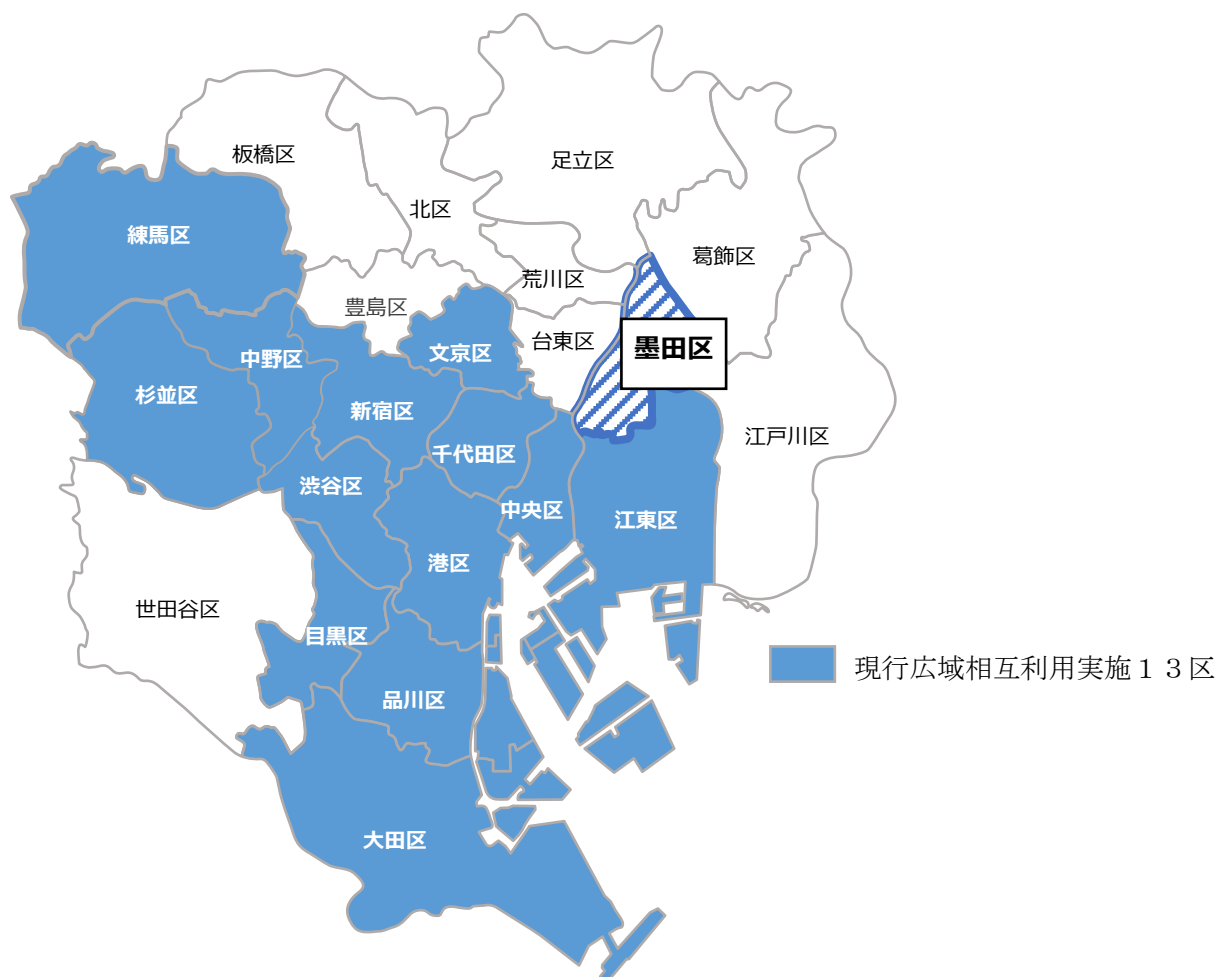 板橋区
足立区
北区
練馬区
葛飾区
荒川区
豊島区
台東区
墨田区
文京区
中野区
杉並区
新宿区
江戸川区
千代田区
渋谷区
中央区
江東区
港区
世田谷区
目黒区
現行広域相互利用実施１３区
品川区
大田区